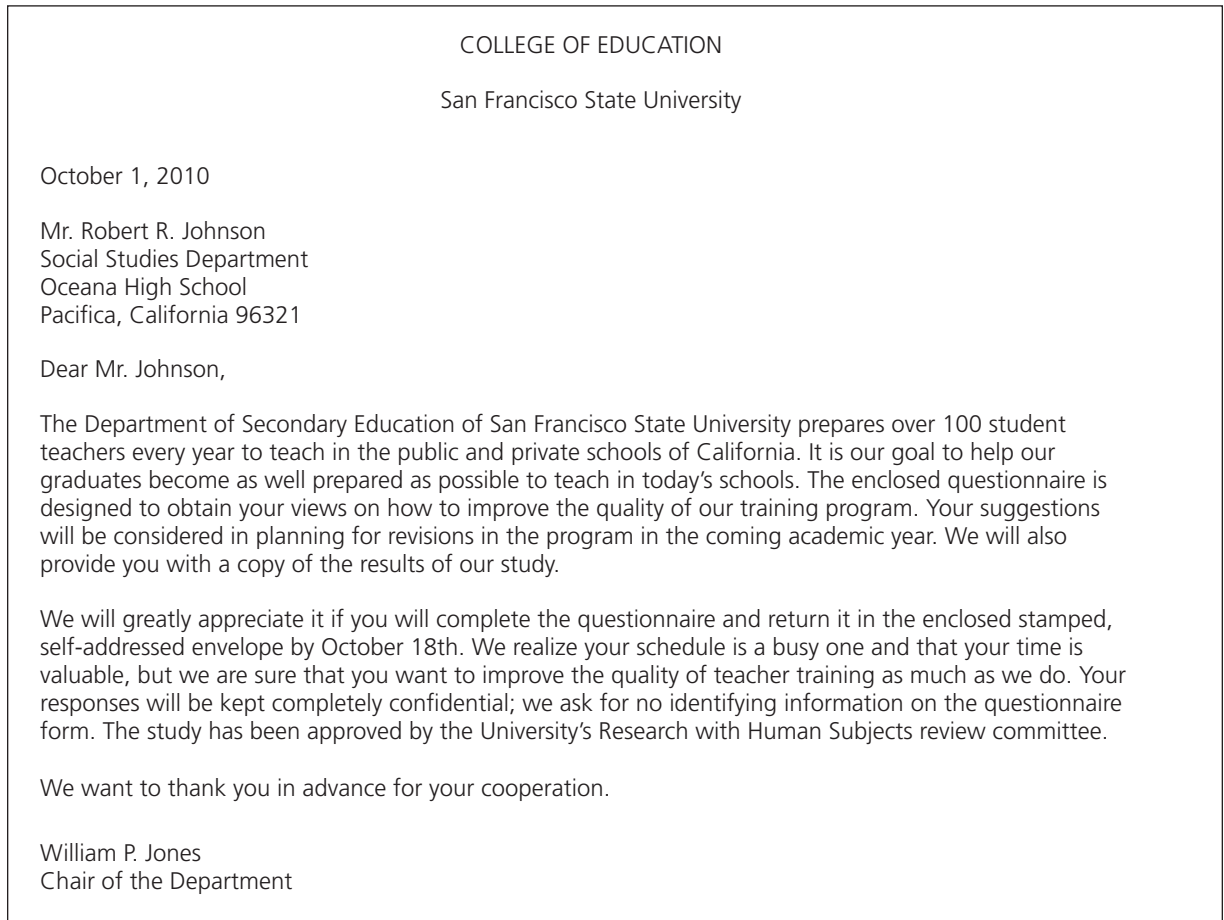 COLLEGE OF EDUCATION
San Francisco State University
October 1, 2010
Mr. Robert R. Johnson
Social Studies Department
Oceana High School
Pacifica, California 96321
Dear Mr. Johnson,
The Department of Secondary Education of San Francisco State University prepares over 100 student
teachers every year to teach in the public and private schools of California. It is our goal to help our
graduates become as well prepared as possible to teach in today’s schools. The enclosed questionnaire is
designed to obtain your views on how to improve the quality of our training program. Your suggestions
will be considered in planning for revisions in the program in the coming academic year. We will also
provide you with a copy of the results of our study.
We will greatly appreciate it if you will complete the questionnaire and return it in the enclosed stamped,
self-addressed envelope by October 18th. We realize your schedule is a busy one and that your time is
valuable, but we are sure that you want to improve the quality of teacher training as much as we do. Your
responses will be kept completely confidential; we ask for no identifying information on the questionnaire
form. The study has been approved by the University’s Research with Human Subjects review committee.
We want to thank you in advance for your cooperation.
William P. Jones
Chair of the Department